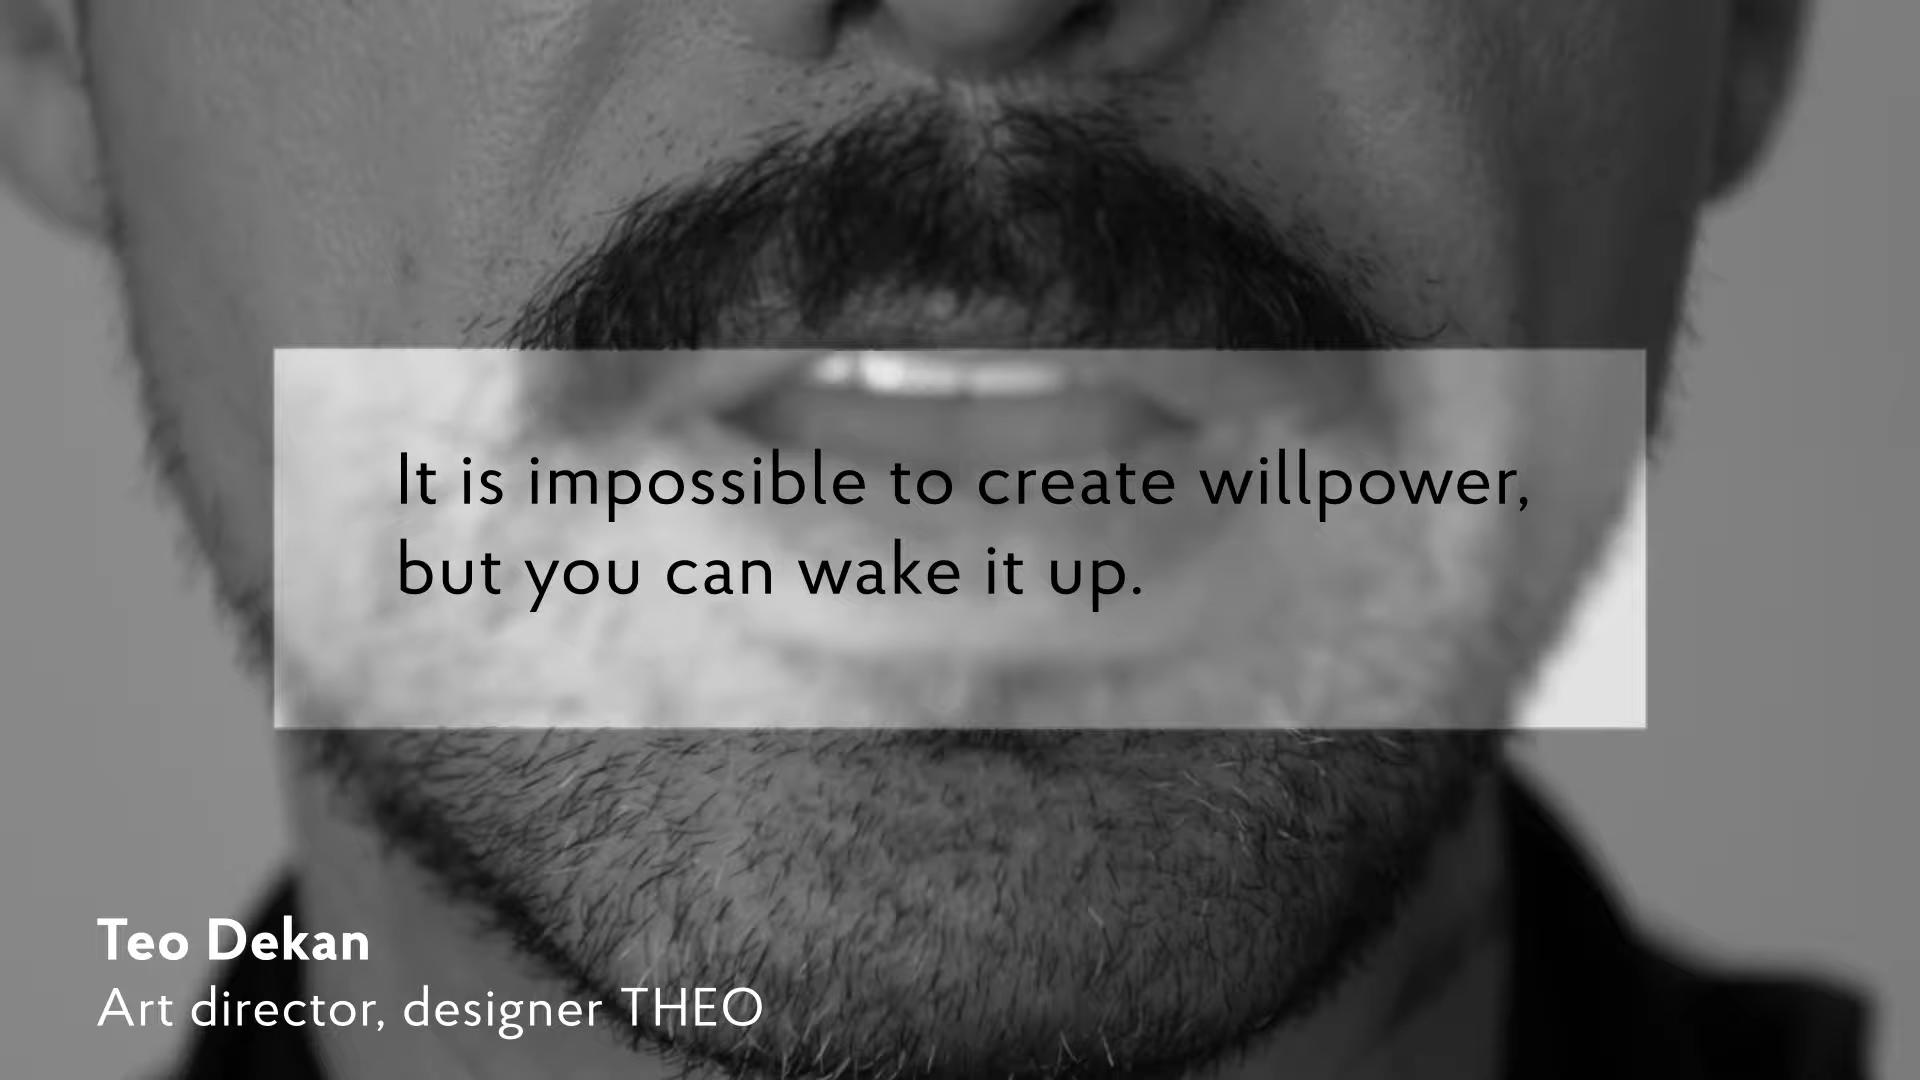 It is impossible to create willpower,
but you can wake it up.
Teo Dekan
Art director, designer THEO